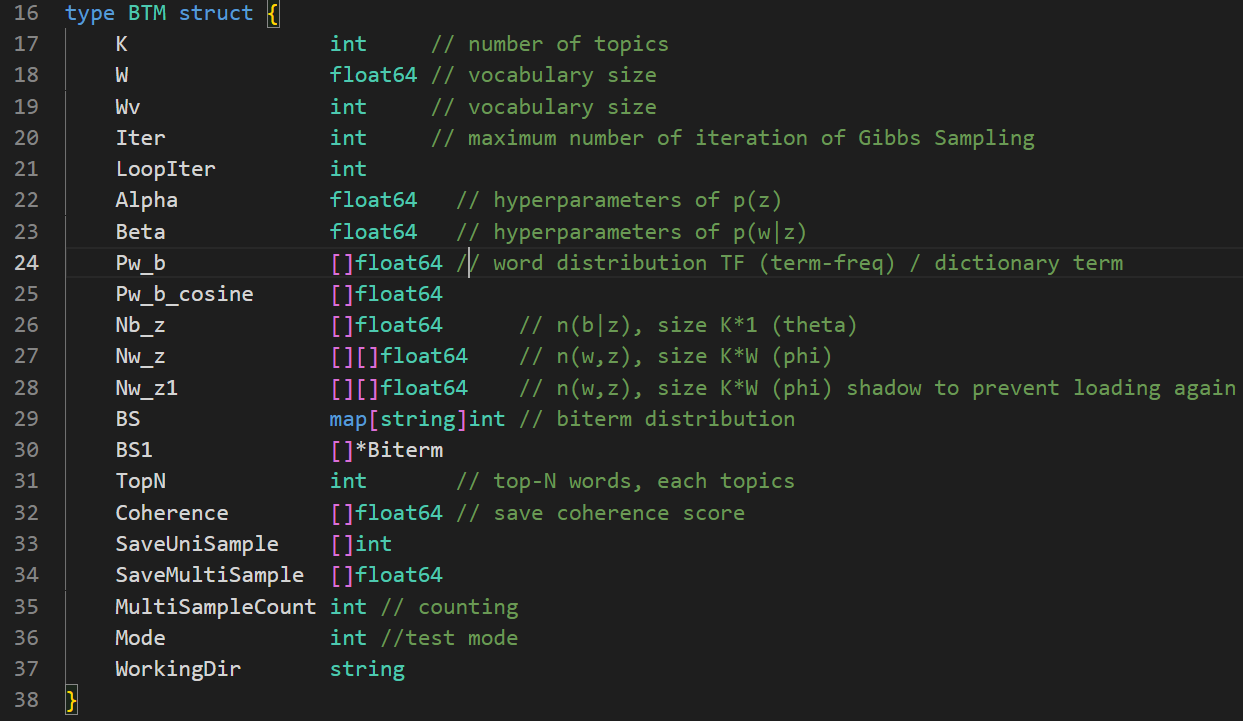 16 type BTM struct {
17 K int // number of topics
18 W float64 // vocabulary size
19 Wv int // vocabulary size
20 Iter int // maximum number of iteration of Gibbs Sampling
21 LoopIter int
22 Alpha float64 // hyperparameters of p(z)
23 Beta float64 // hyperparameters of p(w|z)
24 Pw_b []float64 // word distribution TF (term-freq) / dictionary term
25 Pw_b_cosine []float64
26 Nb_z []float64 // n(b|z), size K*1 (theta)
27 Nw_z [][]float64 // n(w,z), size K*W (phi)
28 Nw_z1 [][]float64 // n(w,z), size K*W (phi) shadow to prevent loading again
29 BS map[string]int // biterm distribution
30 BS1 []*Biterm
31 TopN int // top-N words, each topics
32 Coherence []float64 // save coherence score
33 SaveUniSample []int
34 SaveMultiSample []float64
35 MultiSampleCount int // counting
36 Mode int //test mode
37 WorkingDir string
38 }